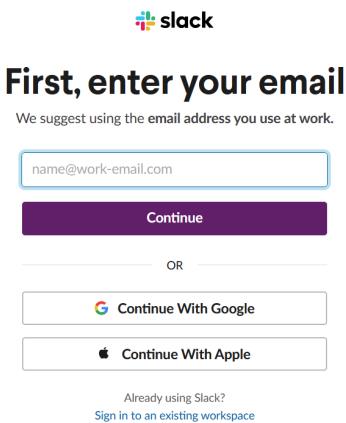 slack
First, enter your email
We suggest using the email address you use at work.
name@work-email.com
Continue
OR
Continue With Google
Continue With Apple
Already using Slack?
Sign in to an existing workspace